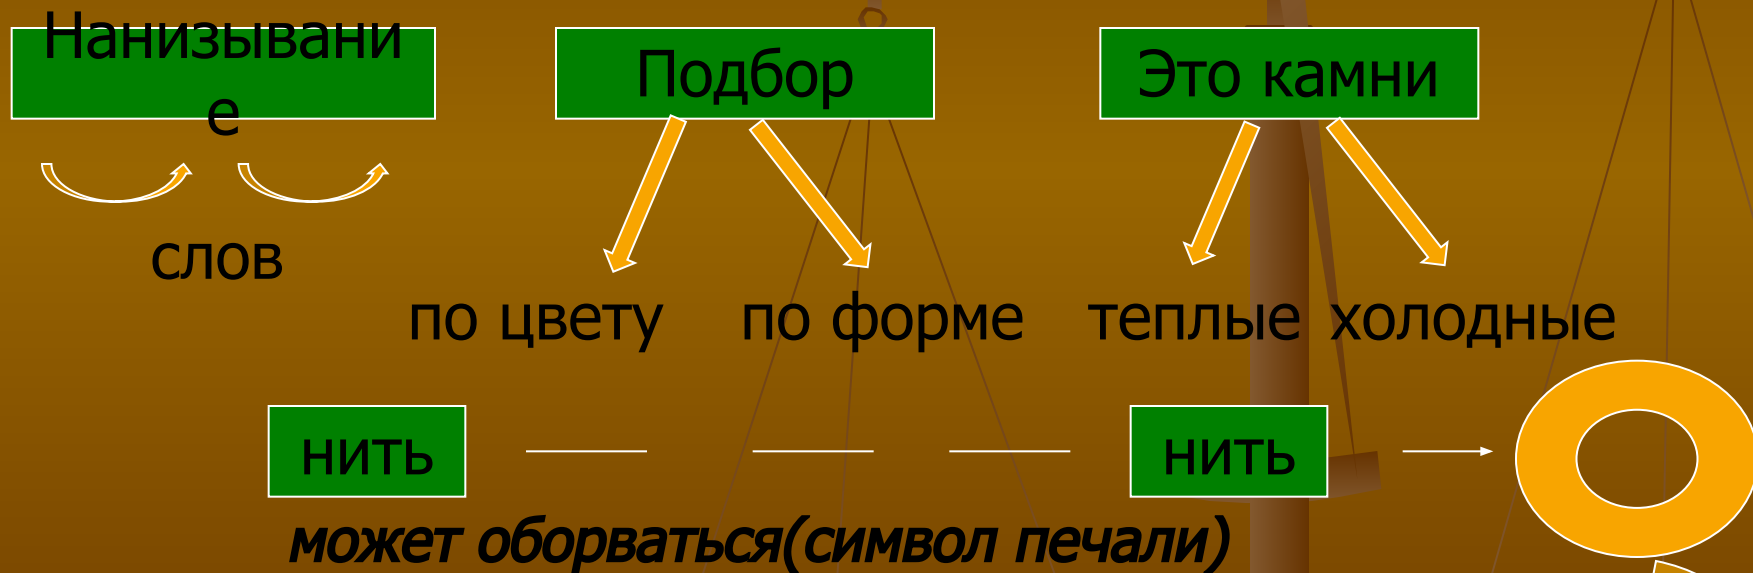 Нанизывани
е
Подбор
Это камни
слов
по цвету
по форме
теплые
холодные
нить
нить
может оборваться(символ печали)